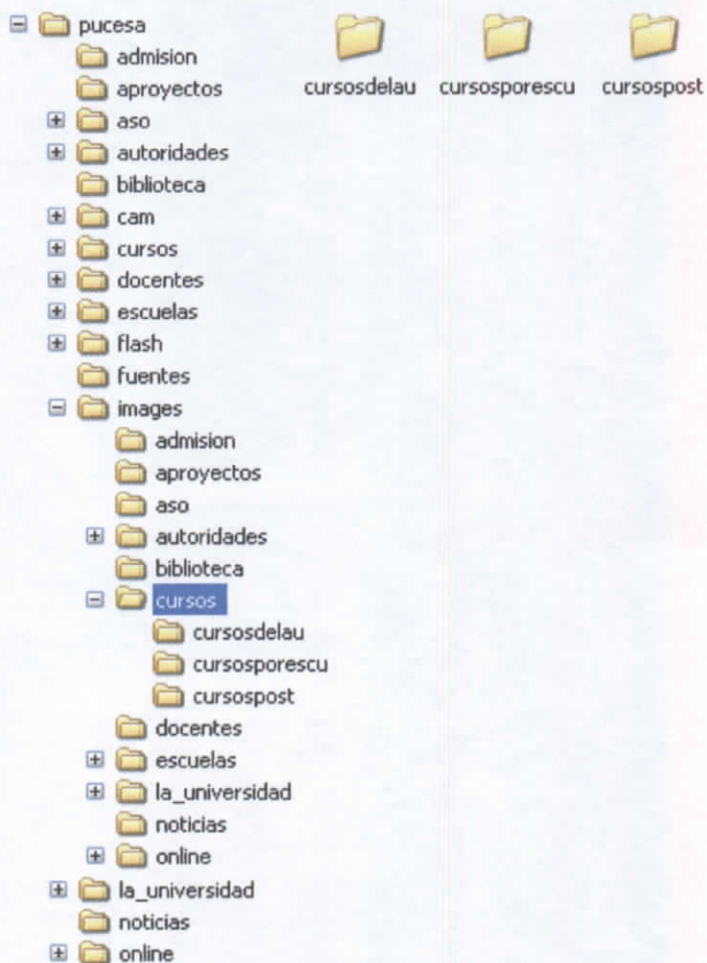 pucesa
admision
aproyectos
cursosdelau cursosporescu cursospost
aso
autoridades
biblioteca
cam
cursos
docentes
escuelas
flash
fuentes
images
admision
aproyectos
aso
autoridades
biblioteca
cursos
cursosdelau
cursosporescu
cursospost
docentes
escuelas
la_universidad
noticias
online
la_universidad
noticias
online